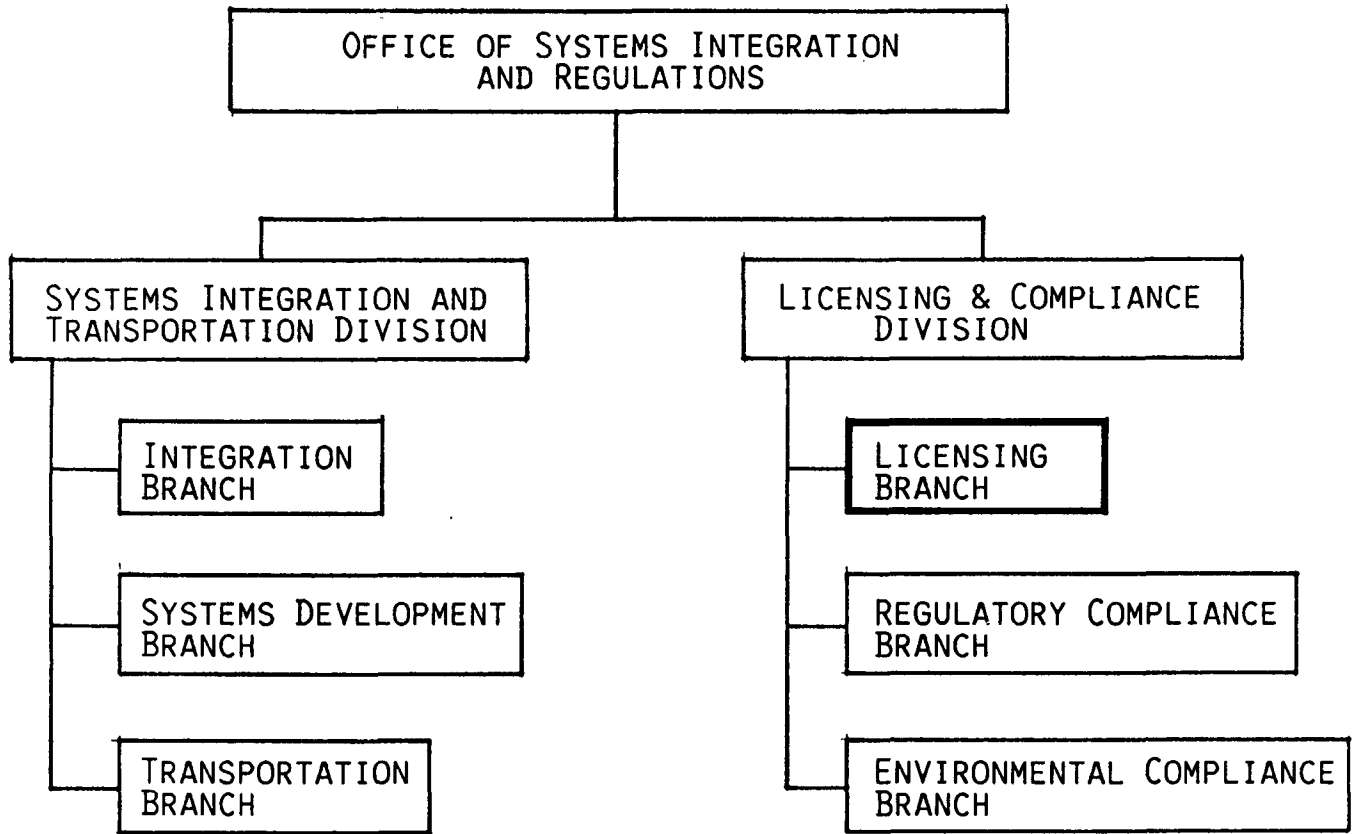 OFFICE OF SYSTEMS INTEGRATION
AND REGULATIONS
SYSTEMS INTEGRATION AND
TRANSPORTATION DIVISION
INTEGRATION
BRANCH
SYSTEMS DEVELOPMENT
BRANCH
TRANSPORTATION
BRANCH
LICENSING & COMPLIANCE
DIVISION
LICENSING
BRANCH
REGULATORY COMPLIANCE
BRANCH
ENVIRONMENTAL COMPLIANCE
BRANCH